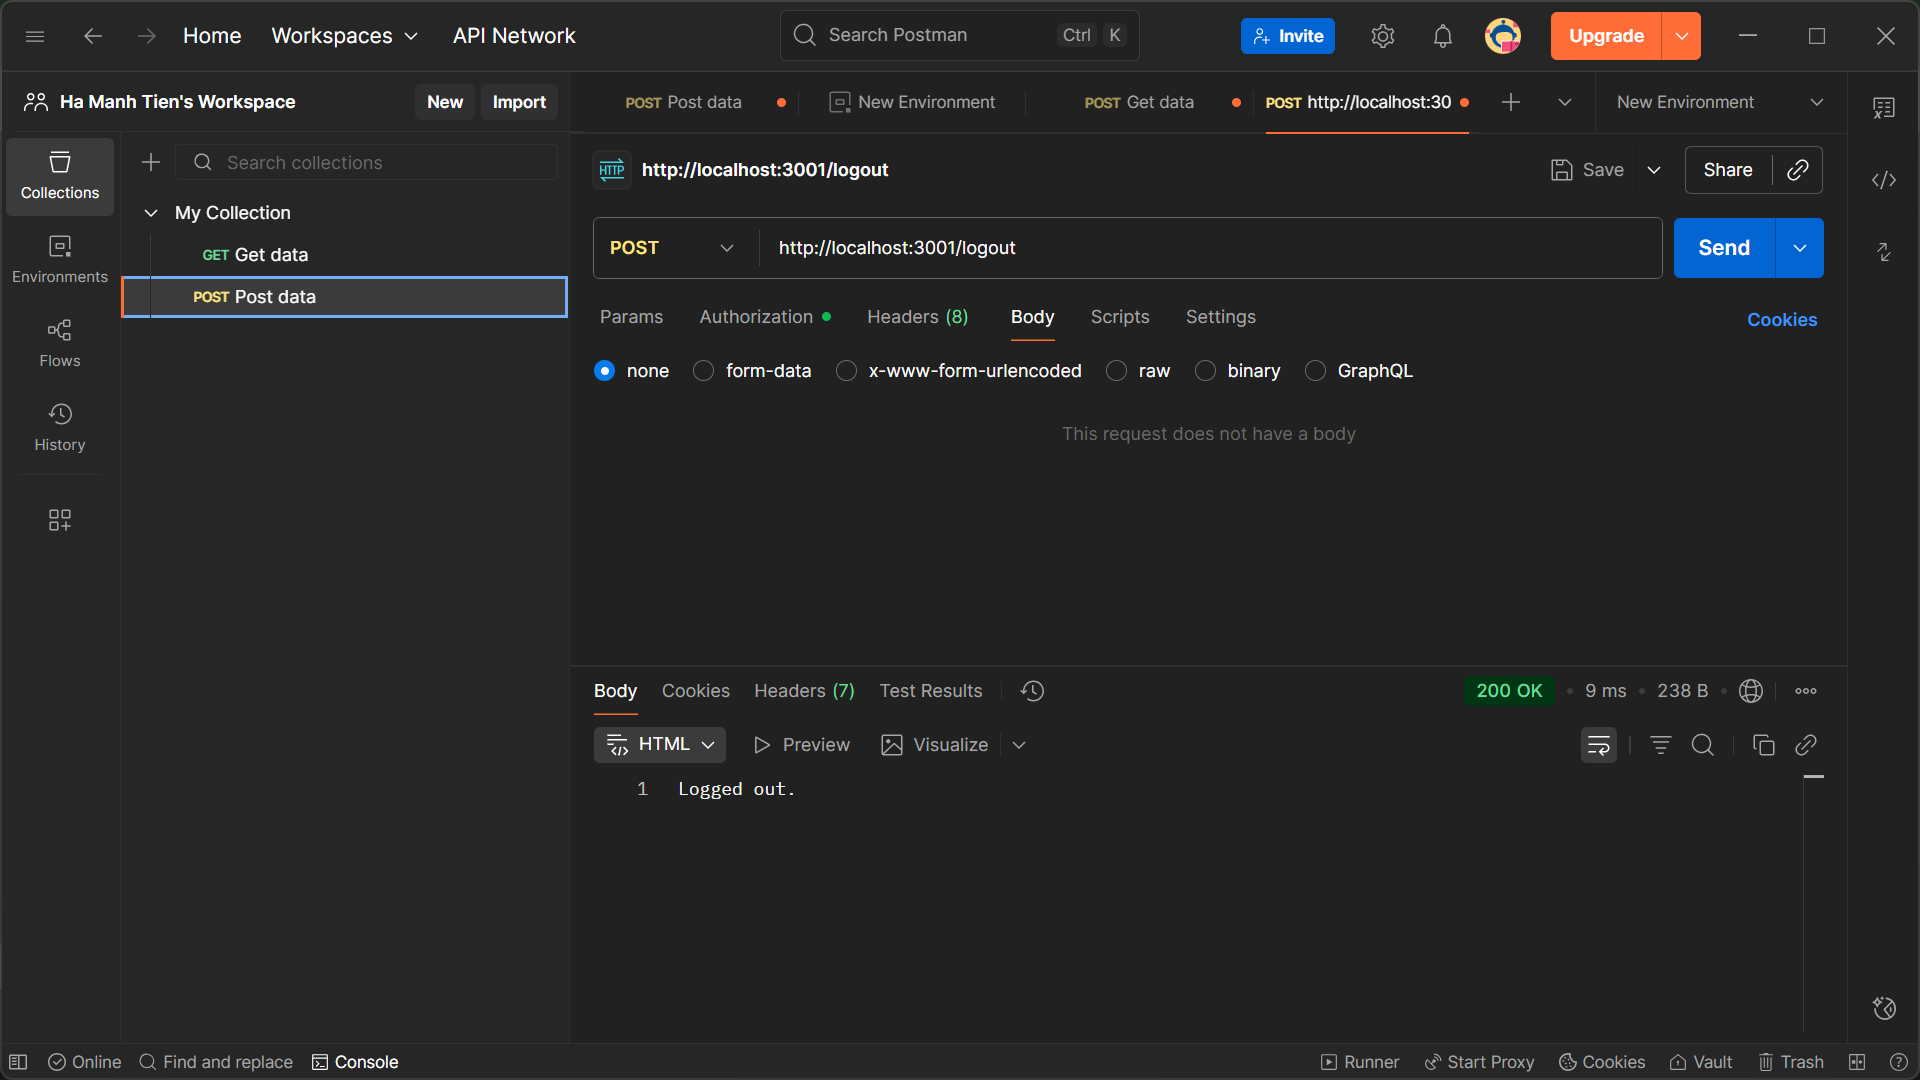 Home Workspaces API Network Search Postman Ctrl K Invite Upgrade
Ha Manh Tien's Workspace New Import
POST Post data New Environment POST Get data POST http://localhost:30 New Environment
Collections
Environments
Flows
History
Search collections
My Collection
GET Get data
POST Post data
HTTP http://localhost:3001/logout Save Share
POST http://localhost:3001/logout Send
Params Authorization Headers (8) Body Scripts Settings Cookies
none form-data x-www-form-urlencoded raw binary GraphQL
This request does not have a body
Body Cookies Headers (7) Test Results 200 OK 9 ms 238 B
HTML Preview Visualize
1 Logged out.
Online Find and replace Console Runner Start Proxy Cookies Vault Trash